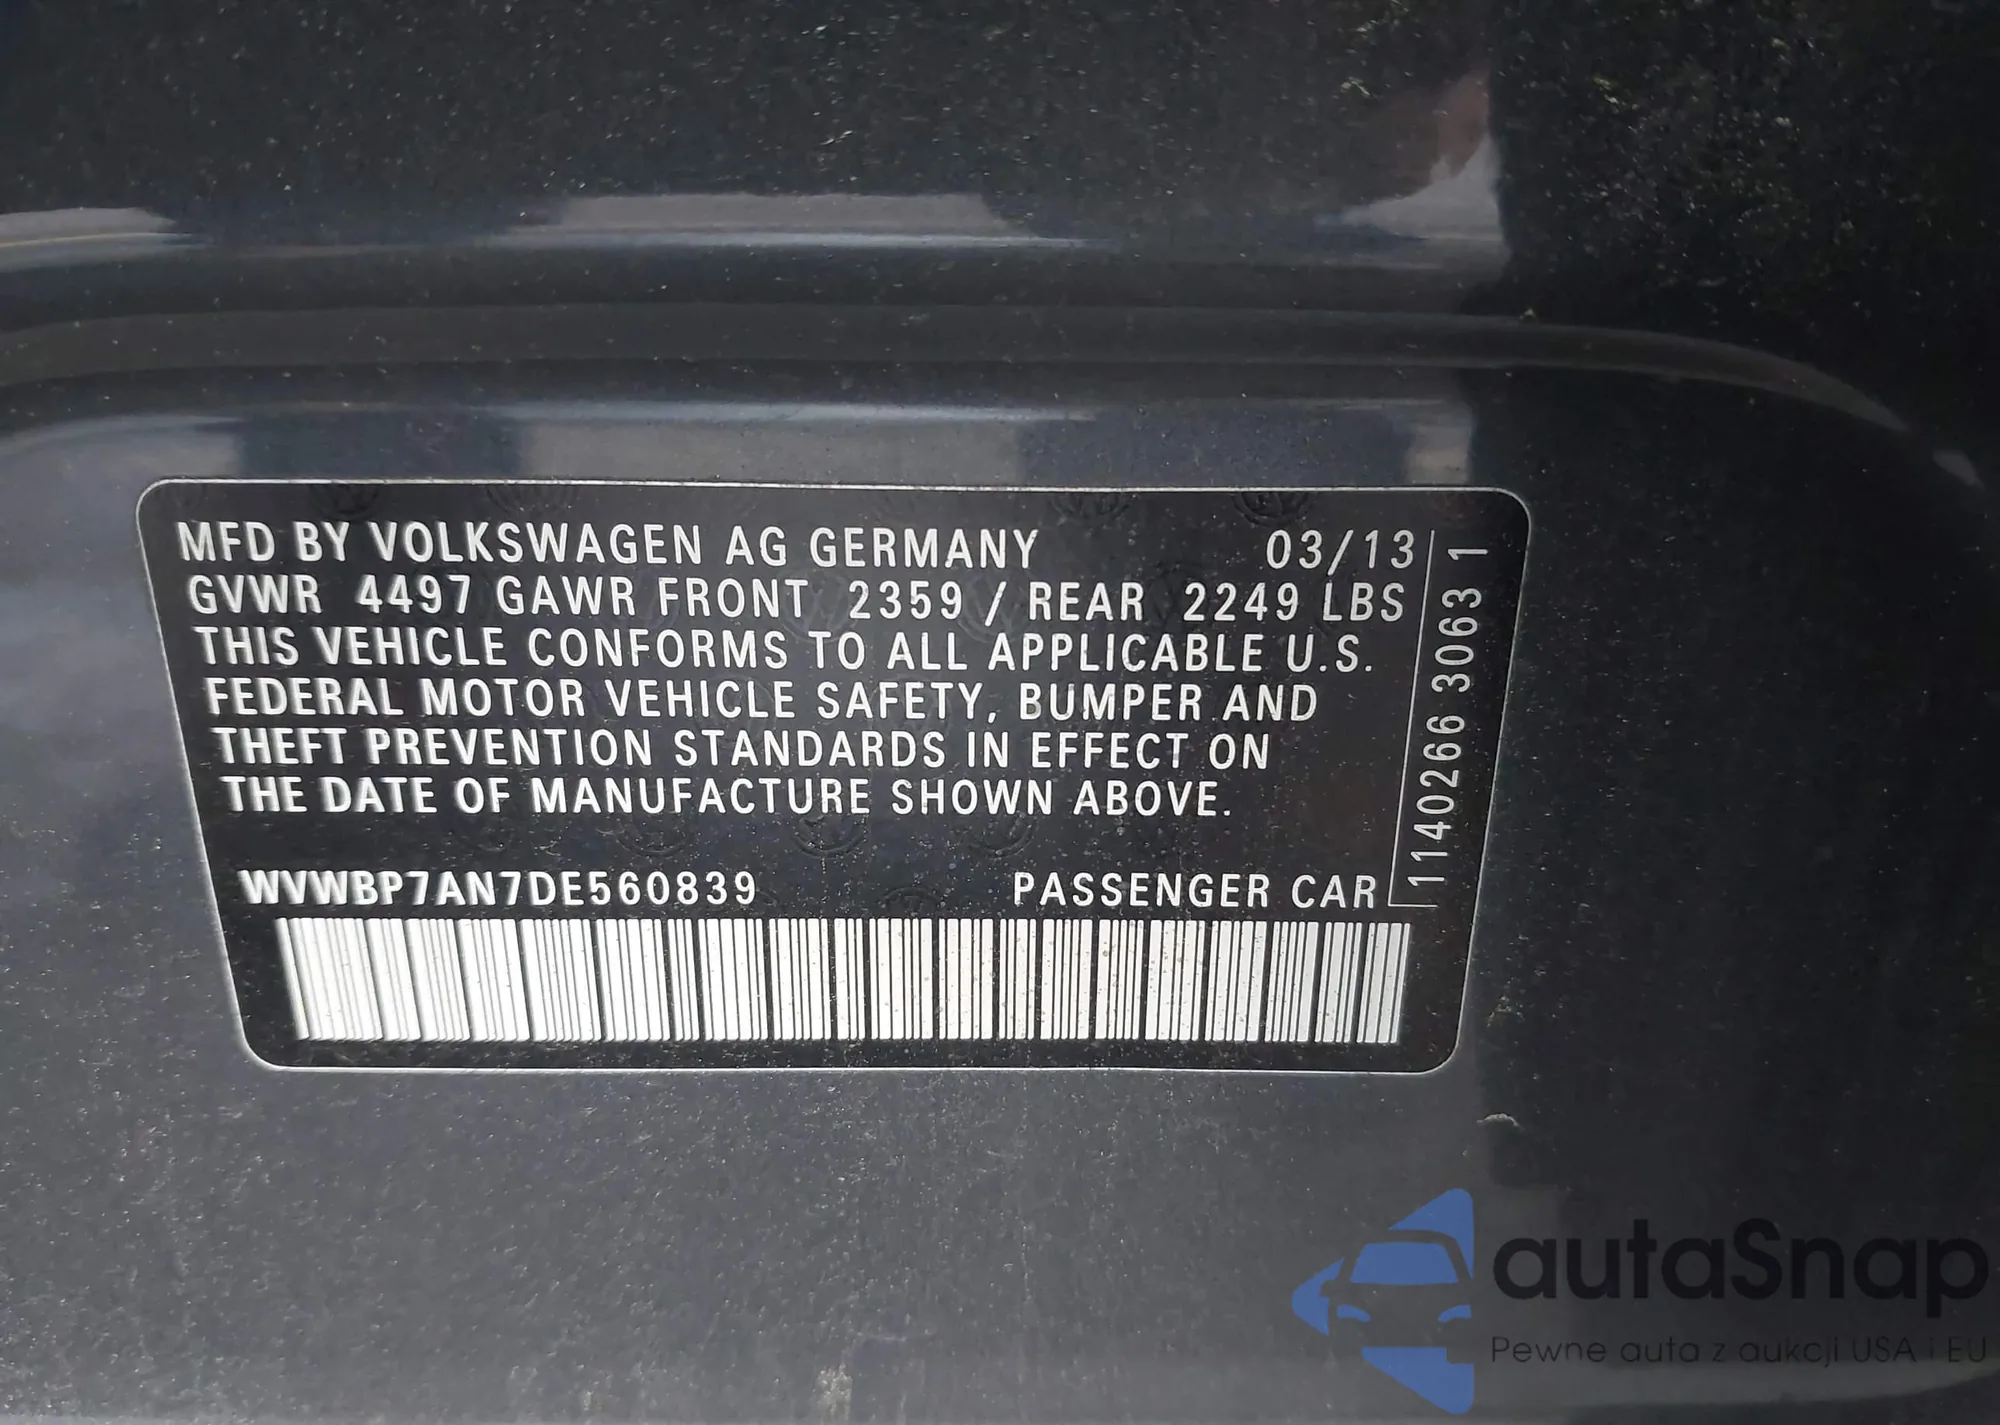 MFD BY VOLKSWAGEN AG GERMANY 03/13
GVWR 4497 GAWR FRONT 2359 / REAR 2249 LBS
THIS VEHICLE CONFORMS TO ALL APPLICABLE U.S.
FEDERAL MOTOR VEHICLE SAFETY, BUMPER AND
THEFT PREVENTION STANDARDS IN EFFECT ON
THE DATE OF MANUFACTURE SHOWN ABOVE.
WVWBP7AN7DE560839 PASSENGER CAR
1140266 3063 1
autaSnap
Pewne auta z aukcji USA i EU